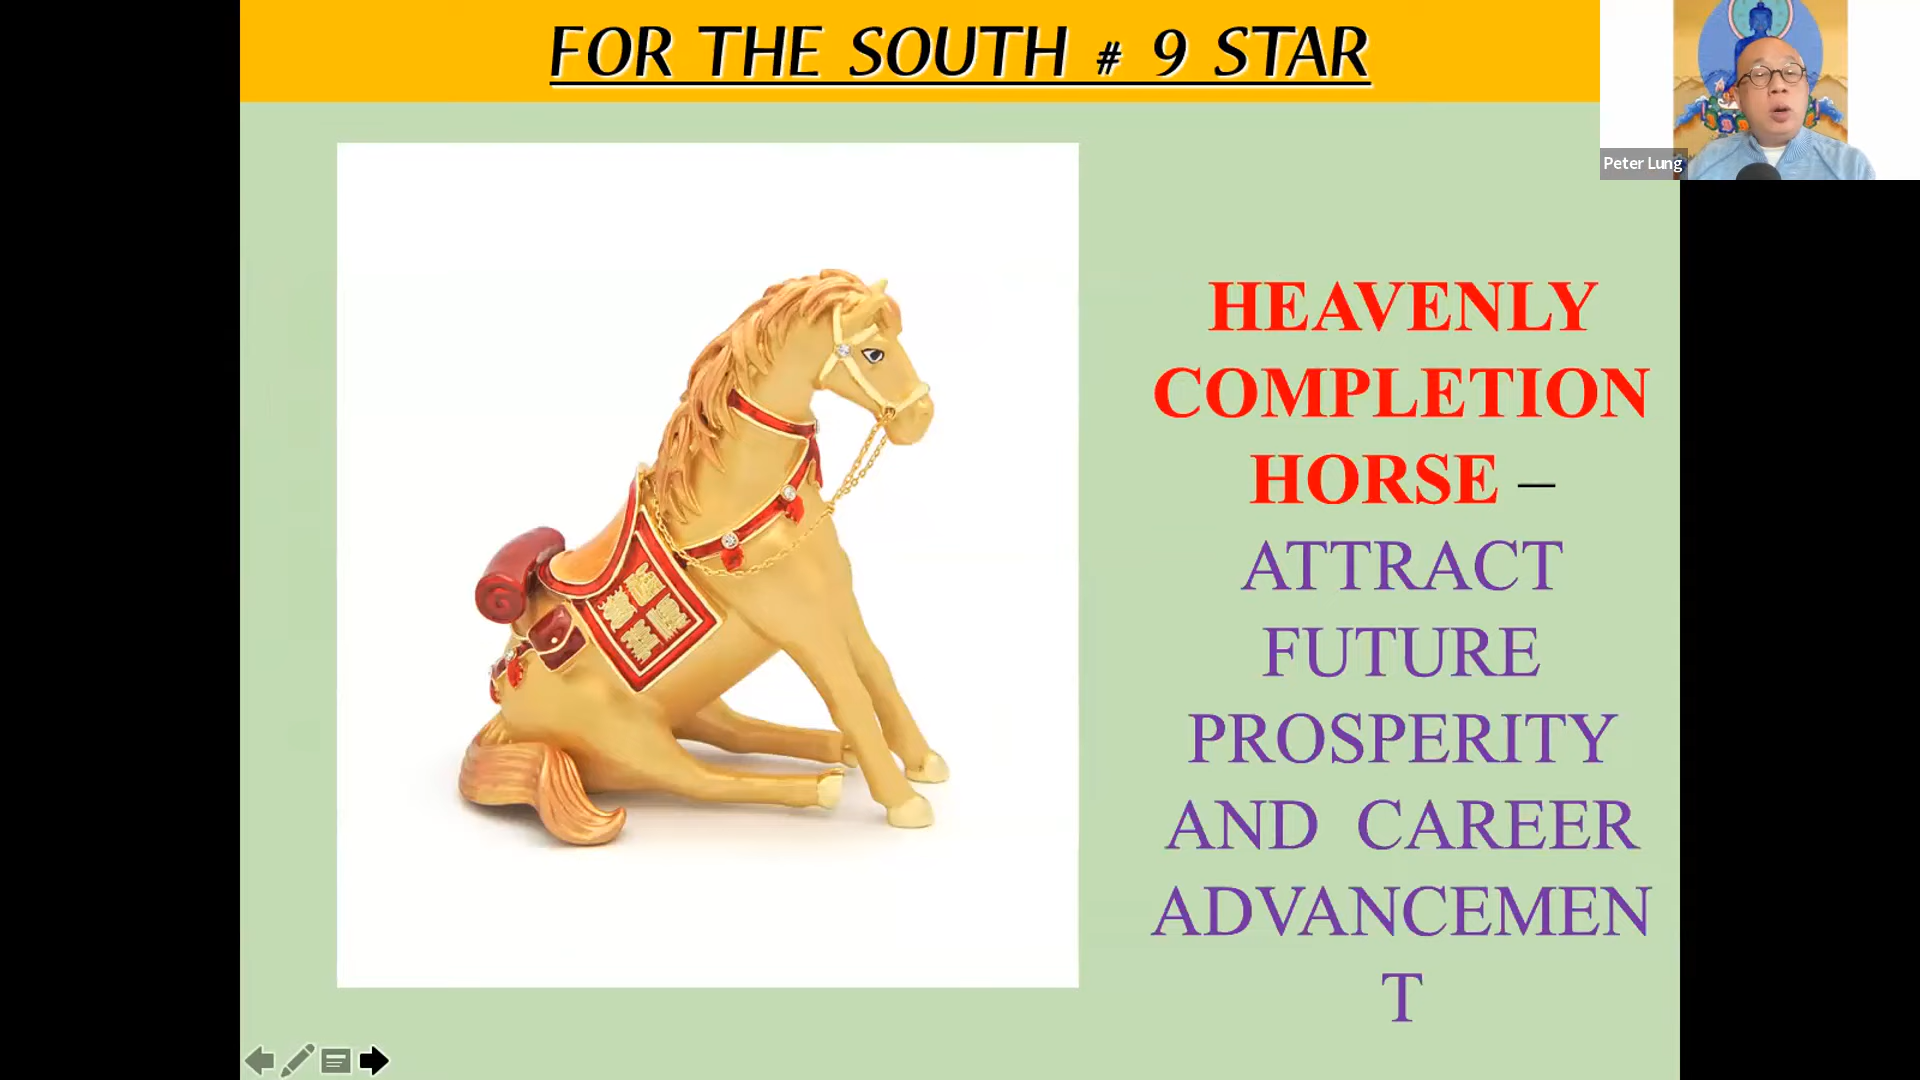 FOR THE SOUTH # 9 STAR
Peter Lung
HEAVENLY
COMPLETION
HORSE –
ATTRACT
FUTURE
PROSPERITY
AND CAREER
ADVANCEMEN
T